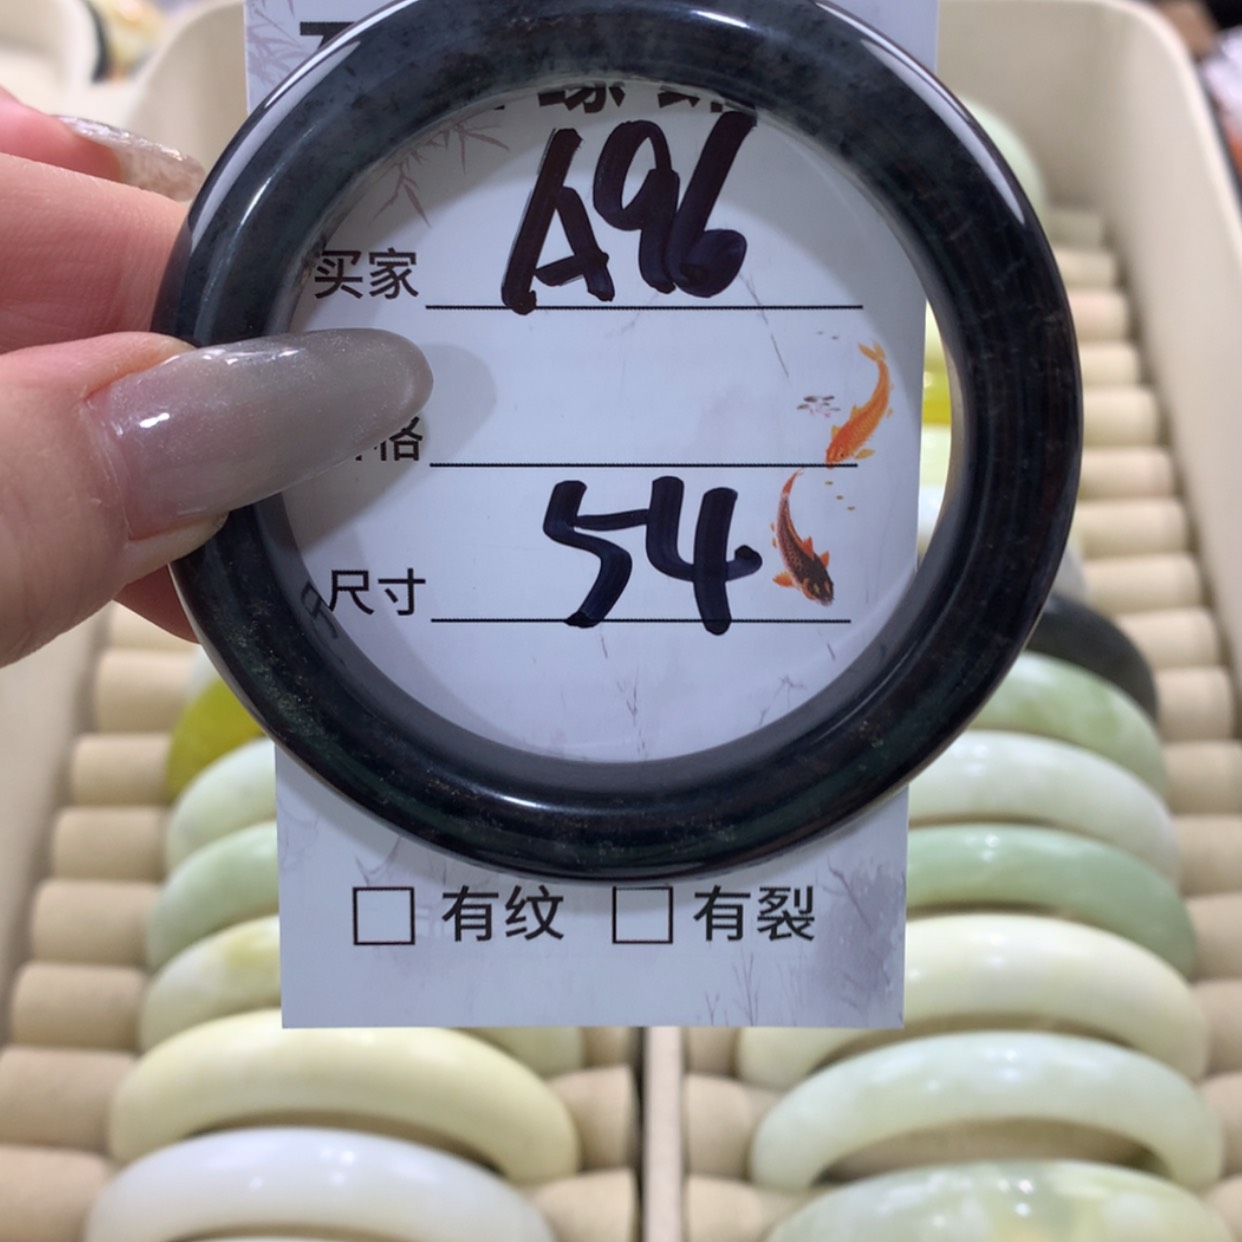 买家 A96
格
尺寸 54
□ 有纹 □ 有裂